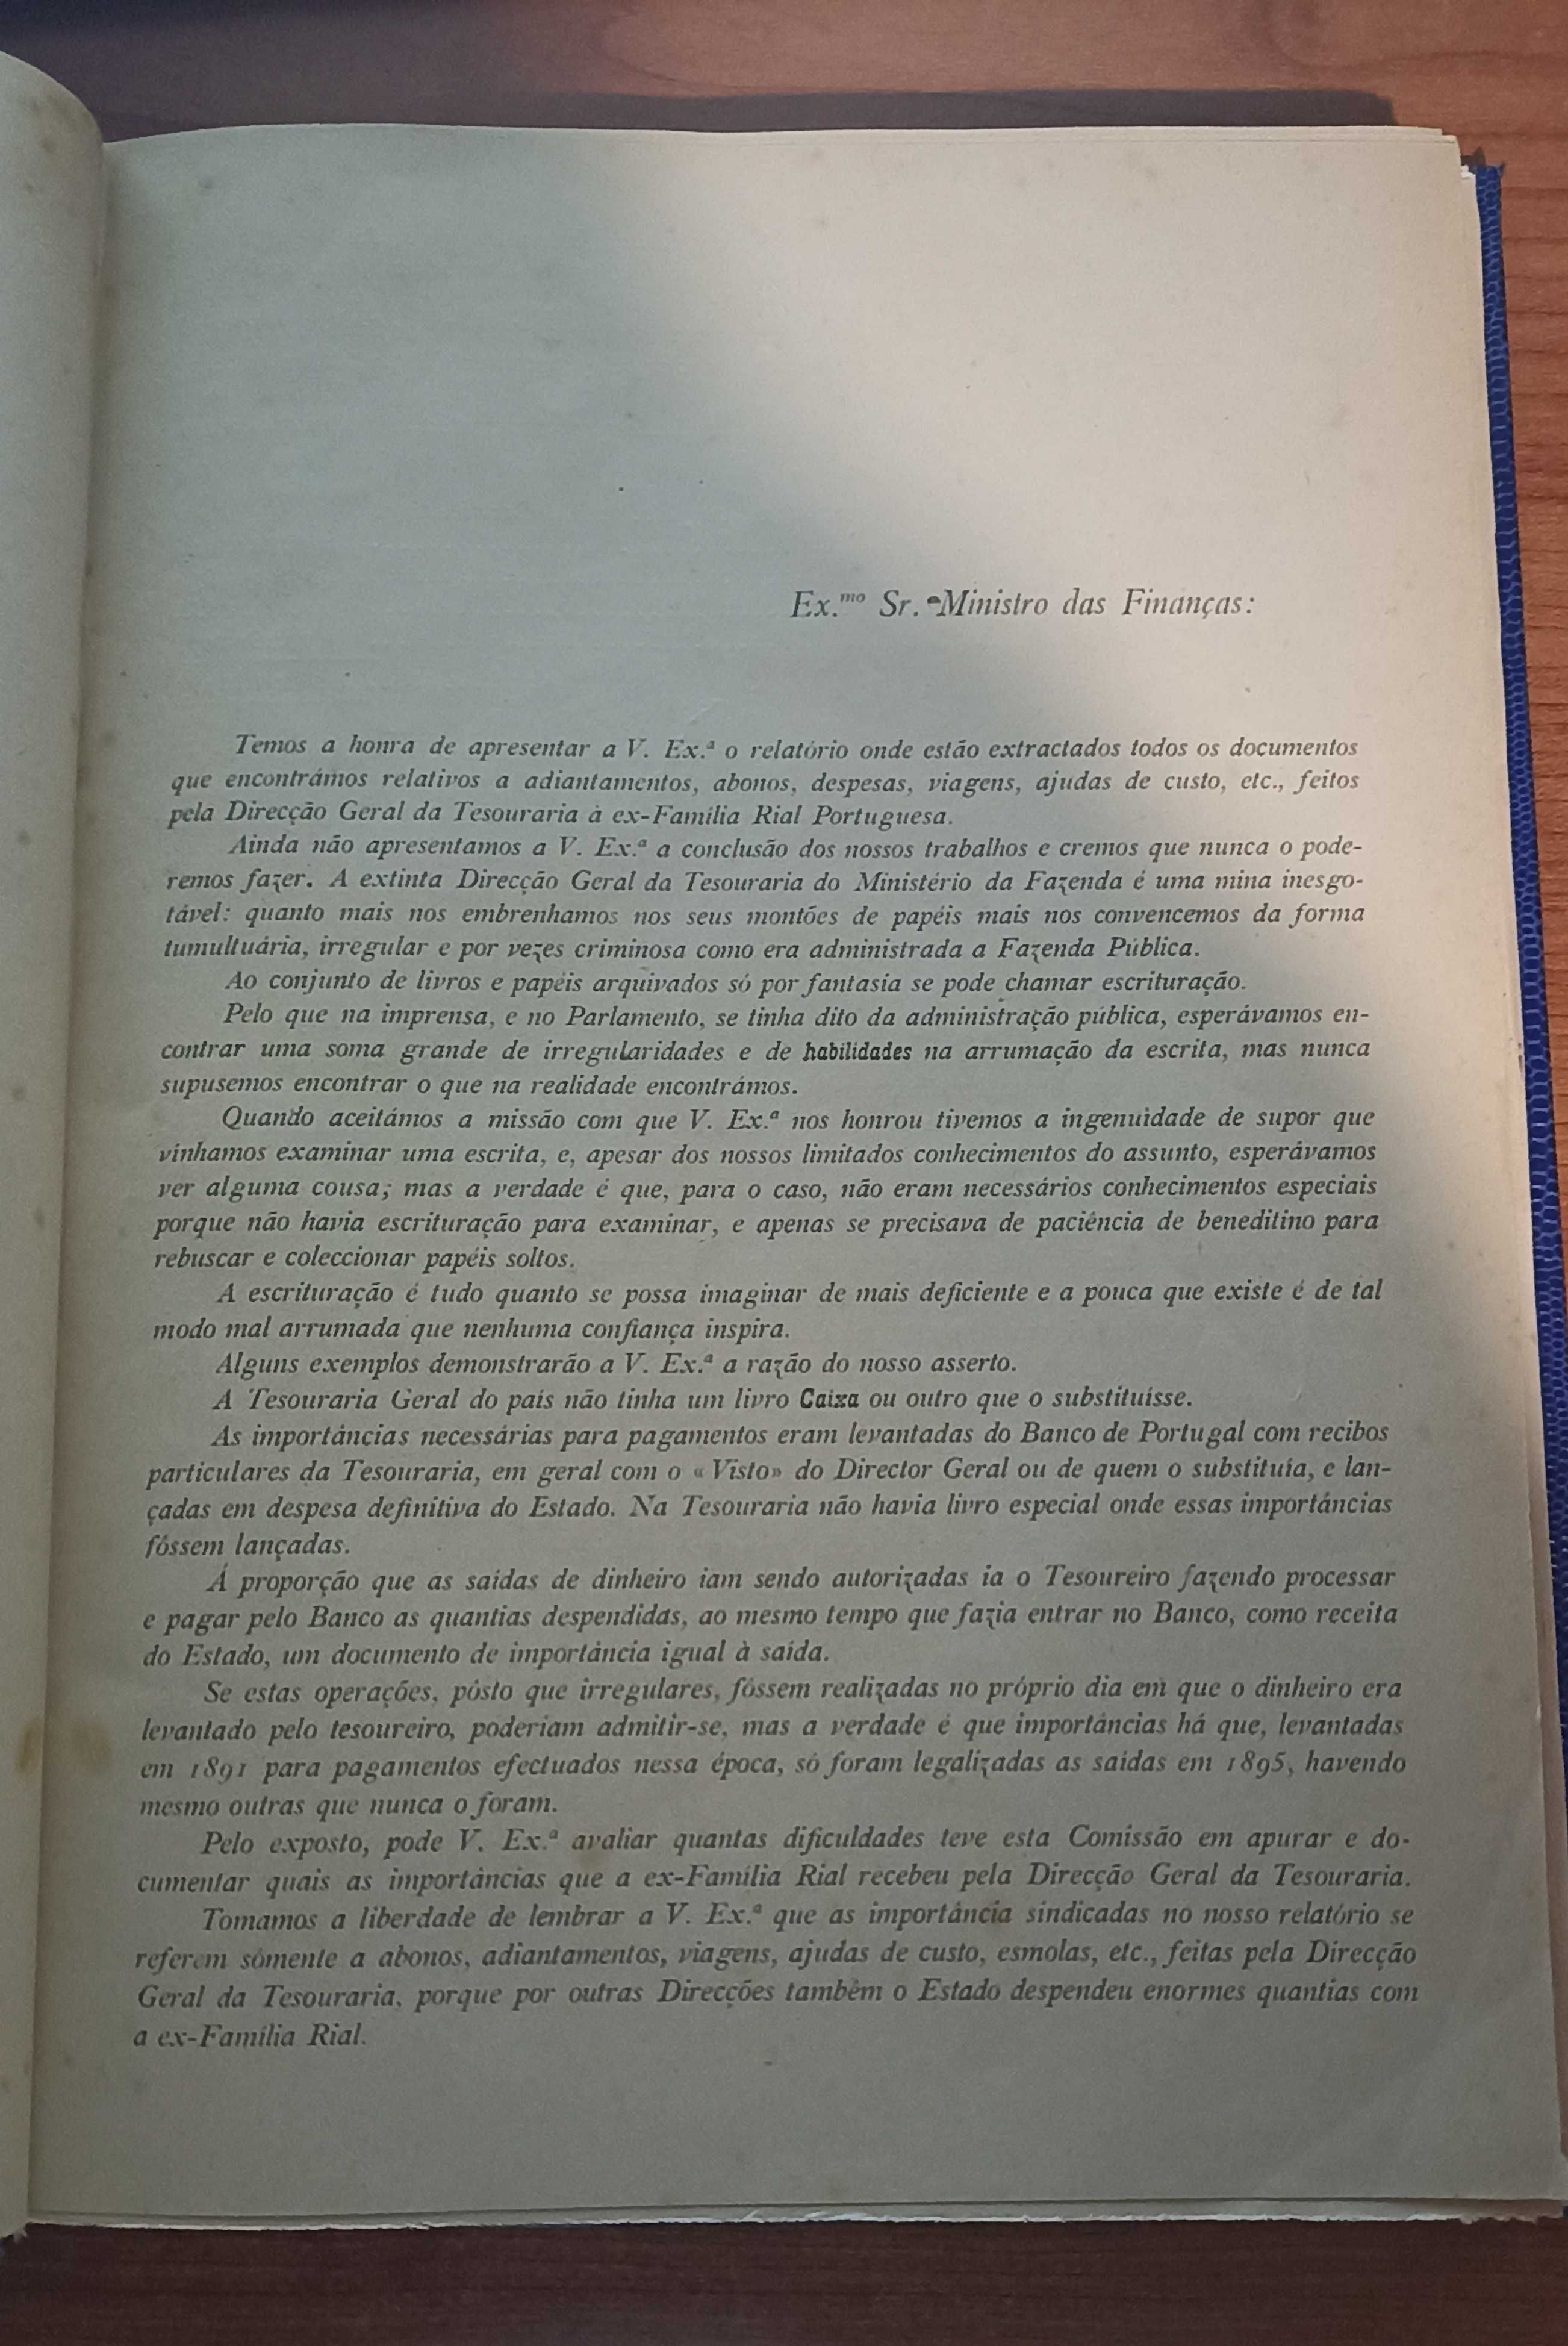 Ex.mo Sr. Ministro das Finanças:
Temos a honra de apresentar a V. Ex.ª o relatório onde estão extractados todos os documentos
que encontrámos relativos a adiantamentos, abonos, despesas, viagens, ajudas de custo, etc., feitos
pela Direcção Geral da Tesouraria à ex-Família Rial Portuguesa.
Ainda não apresentamos a V. Ex.ª a conclusão dos nossos trabalhos e cremos que nunca o pode-
remos fazer. A extinta Direcção Geral da Tesouraria do Ministério da Fazenda é uma mina inesgo-
tável: quanto mais nos embrenhamos nos seus montões de papéis mais nos convencemos da forma
tumultuária, irregular e por vezes criminosa como era administrada a Fazenda Pública.
Ao conjunto de livros e papéis arquivados só por fantasia se pode chamar escrituração.
Pelo que na imprensa, e no Parlamento, se tinha dito da administração pública, esperávamos en-
contrar uma soma grande de irregularidades e de habilidades na arrumação da escrita, mas nunca
supusemos encontrar o que na realidade encontrámos.
Quando aceitámos a missão com que V. Ex.ª nos honrou tivemos a ingenuidade de supor que
vínhamos examinar uma escrita, e, apesar dos nossos limitados conhecimentos do assunto, esperávamos
ver alguma cousa; mas a verdade é que, para o caso, não eram necessários conhecimentos especiais
porque não havia escrituração para examinar, e apenas se precisava de paciência de beneditino para
rebuscar e coleccionar papéis soltos.
A escrituração é tudo quanto se possa imaginar de mais deficiente e a pouca que existe é de tal
modo mal arrumada que nenhuma confiança inspira.
Alguns exemplos demonstrarão a V. Ex.ª a razão do nosso asserto.
A Tesouraria Geral do país não tinha um livro Caixa ou outro que o substituísse.
As importâncias necessárias para pagamentos eram levantadas do Banco de Portugal com recibos
particulares da Tesouraria, em geral com o «Visto» do Director Geral ou de quem o substituía, e lan-
çadas em despesa definitiva do Estado. Na Tesouraria não havia livro especial onde essas importâncias
fôssem lançadas.
Á proporção que as saídas de dinheiro iam sendo autorizadas ia o Tesoureiro fazendo processar
e pagar pelo Banco as quantias despendidas, ao mesmo tempo que fazia entrar no Banco, como receita
do Estado, um documento de importância igual à saída.
Se estas operações, pôsto que irregulares, fôssem realizadas no próprio dia em que o dinheiro era
levantado pelo tesoureiro, poderiam admitir-se, mas a verdade é que importâncias há que, levantadas
em 1891 para pagamentos efectuados nessa época, só foram legalizadas as saídas em 1895, havendo
mesmo outras que nunca o foram.
Pelo exposto, pode V. Ex.ª avaliar quantas dificuldades teve esta Comissão em apurar e do-
cumentar quais as importâncias que a ex-Família Rial recebeu pela Direcção Geral da Tesouraria.
Tomamos a liberdade de lembrar a V. Ex.ª que as importância sindicadas no nosso relatório se
referem sòmente a abonos, adiantamentos, viagens, ajudas de custo, esmolas, etc., feitas pela Direcção
Geral da Tesouraria, porque por outras Direcções também o Estado despendeu enormes quantias com
a ex-Família Rial.